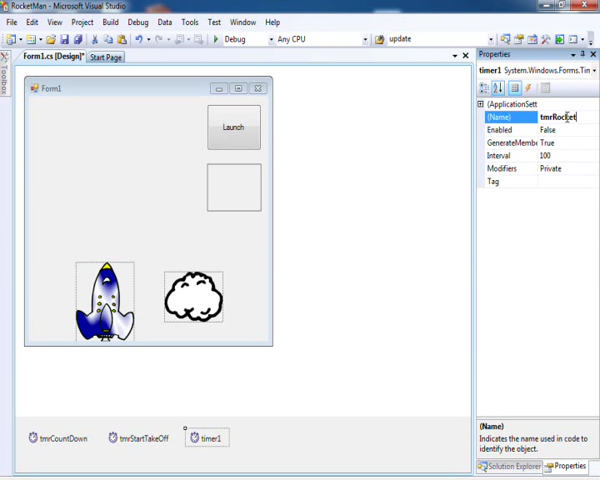 RocketMan - Microsoft Visual Studio
File Edit View Project Build Debug Data Tools Test Window Help
Debug Any CPU update
Form1.cs [Design]* Start Page
Properties
timer1 System.Windows.Forms.Tin
Toolbox
Form1
Launch
(ApplicationSett
(Name) tmrRocket
Enabled False
GenerateMembe True
Interval 100
Modifiers Private
Tag
(Name)
Indicates the name used in code to
identify the object.
tmrCountDown tmrStartTakeOff timer1
Solution Explorer Properties